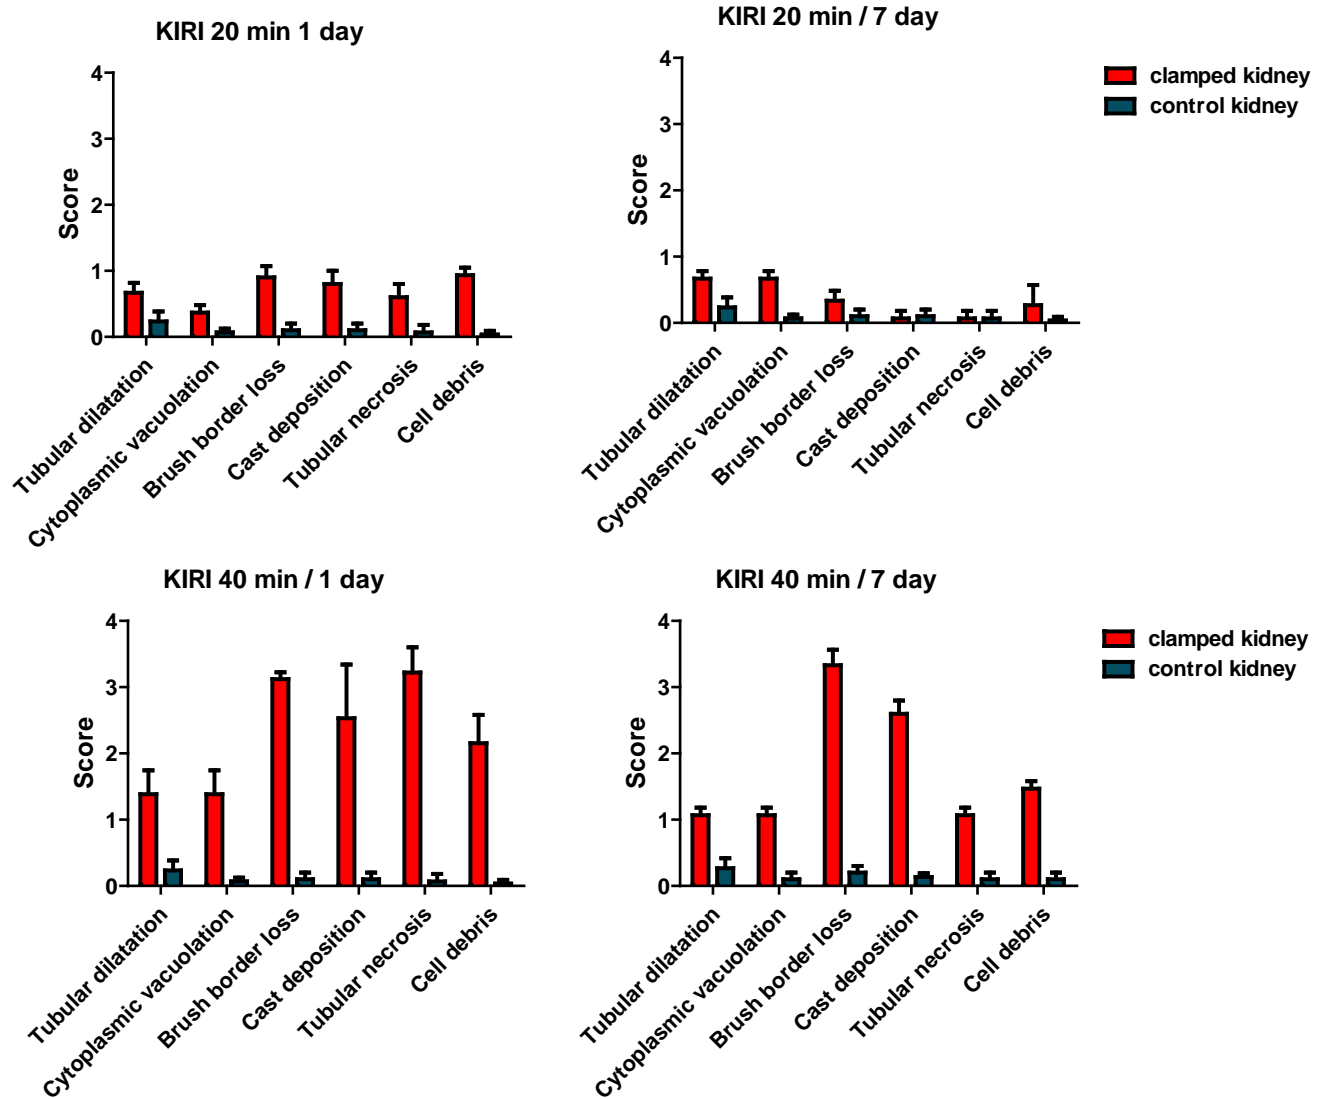 KIRI 20 min 1 day
4
3
2
1
0
Score
Tubular dilatation
Cytoplasmic vacuolation
Brush border loss
Cast deposition
Tubular necrosis
Cell debris
KIRI 20 min / 7 day
4
3
2
1
0
Score
Tubular dilatation
Cytoplasmic vacuolation
Brush border loss
Cast deposition
Tubular necrosis
Cell debris
clamped kidney
control kidney
KIRI 40 min / 1 day
4
3
2
1
0
Score
Tubular dilatation
Cytoplasmic vacuolation
Brush border loss
Cast deposition
Tubular necrosis
Cell debris
KIRI 40 min / 7 day
4
3
2
1
0
Score
Tubular dilatation
Cytoplasmic vacuolation
Brush border loss
Cast deposition
Tubular necrosis
Cell debris
clamped kidney
control kidney